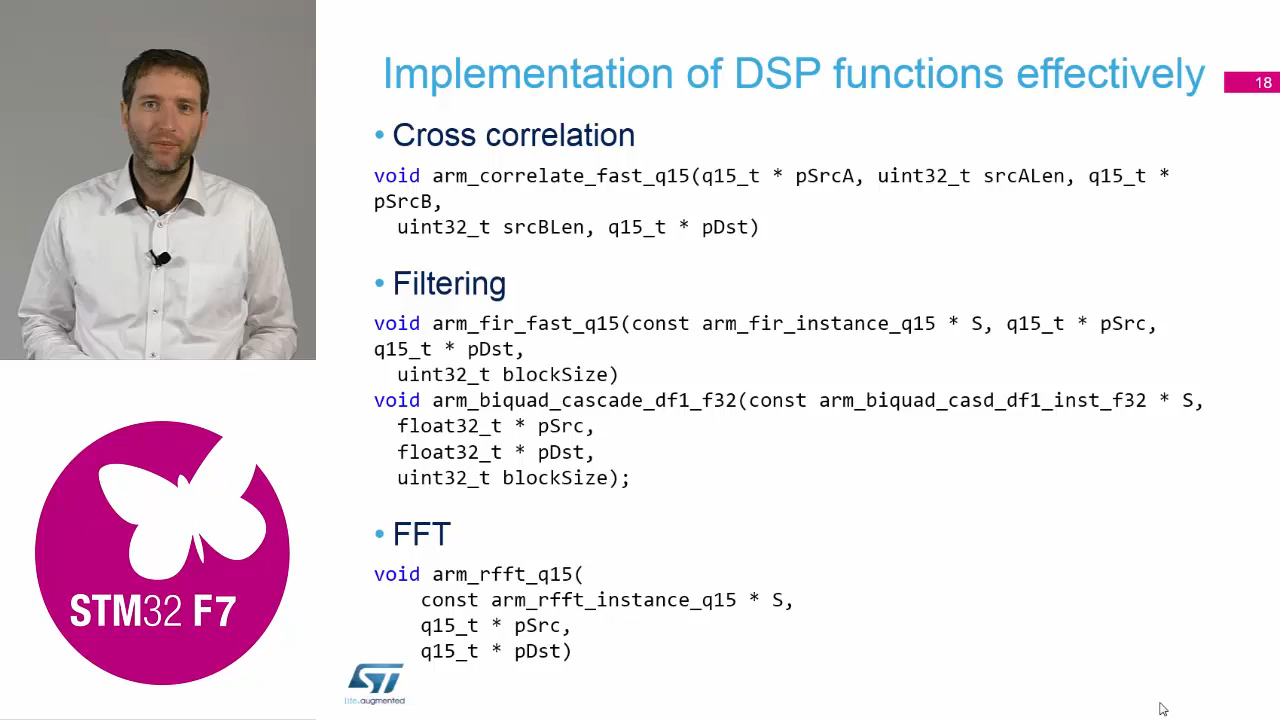 Implementation of DSP functions effectively
18
• Cross correlation
void arm_correlate_fast_q15(q15_t * pSrcA, uint32_t srcALen, q15_t *
pSrcB,
uint32_t srcBLen, q15_t * pDst)
• Filtering
void arm_fir_fast_q15(const arm_fir_instance_q15 * S, q15_t * pSrc,
q15_t * pDst,
uint32_t blockSize)
void arm_biquad_cascade_df1_f32(const arm_biquad_casd_df1_inst_f32 * S,
float32_t * pSrc,
float32_t * pDst,
uint32_t blockSize);
• FFT
void arm_rfft_q15(
const arm_rfft_instance_q15 * S,
q15_t * pSrc,
q15_t * pDst)
STM32 F7
ST
life.augmented